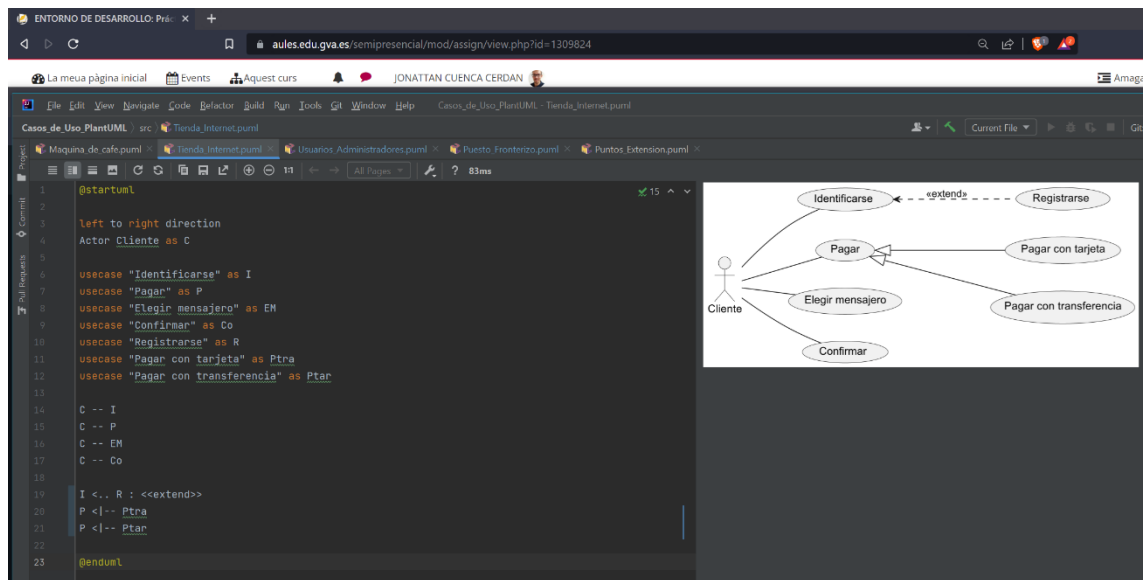 ENTORNO DE DESARROLLO: Prác
aules.edu.gva.es/semipresencial/mod/assign/view.php?id=1309824
La meua pàgina inicial Events Aquest curs JONATTAN CUENCA CERDAN Amaga
File Edit View Navigate Code Refactor Build Run Tools Git Window Help Casos_de_Uso_PlantUML - Tienda_Internet.puml
Casos_de_Uso_PlantUML src Tienda_Internet.puml Current File Git
Maquina_de_cafe.puml Tienda_Internet.puml Usuarios_Administradores.puml Puesto_Fronterizo.puml Puntos_Extension.puml
1:1 All Pages ? 83ms
Project
Commit
Pull Requests
15
1 @startuml
2
3 left to right direction
4 Actor Cliente as C
5
6 usecase "Identificarse" as I
7 usecase "Pagar" as P
8 usecase "Elegir mensajero" as EM
9 usecase "Confirmar" as Co
10 usecase "Registrarse" as R
11 usecase "Pagar con tarjeta" as Ptra
12 usecase "Pagar con transferencia" as Ptar
13
14 C -- I
15 C -- P
16 C -- EM
17 C -- Co
18
19 I <.. R : <<extend>>
20 P <|-- Ptra
21 P <|-- Ptar
22
23 @enduml
Identificarse «extend» Registrarse
Pagar Pagar con tarjeta
Elegir mensajero Pagar con transferencia
Cliente
Confirmar